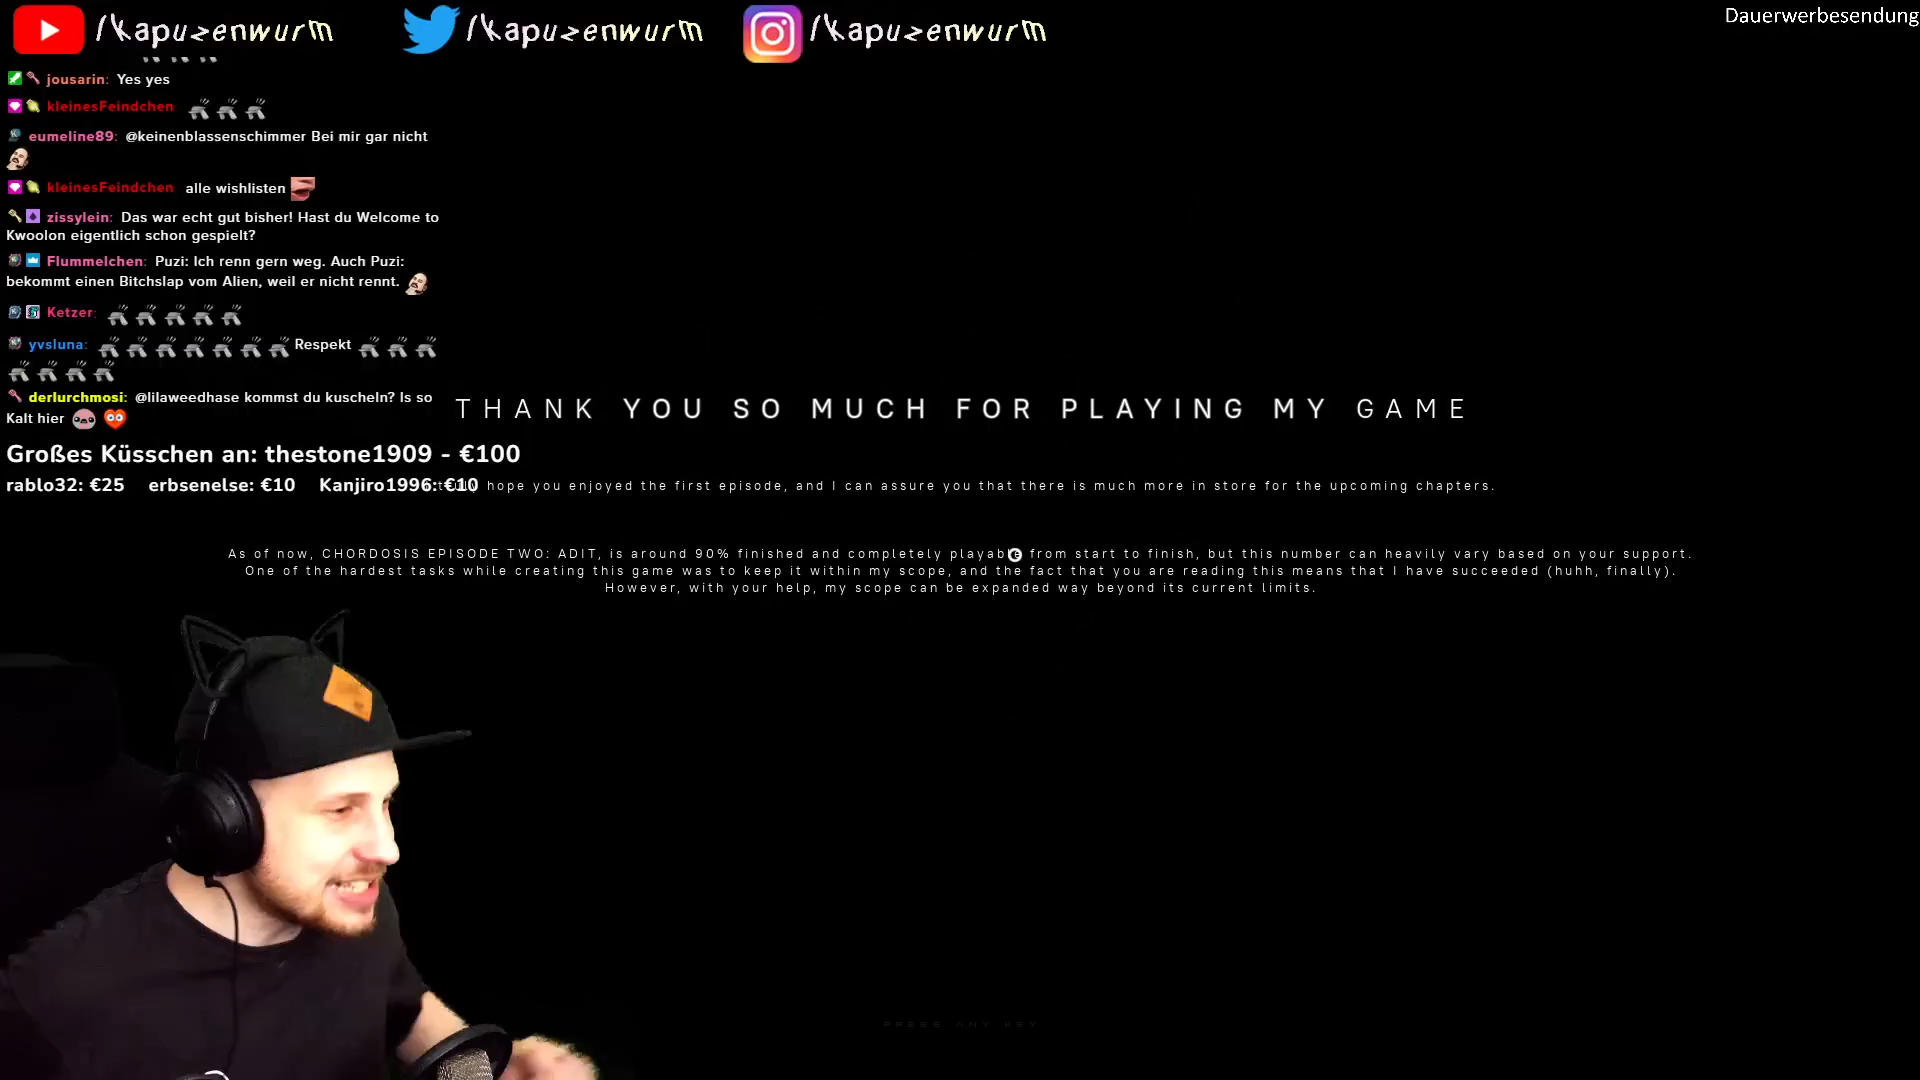 /kapuzenwurm
/kapuzenwurm
/kapuzenwurm
Dauerwerbesendung
jousarin: Yes yes
kleinesFeindchen
eumeline89: @keinenblassenschimmer Bei mir gar nicht
kleinesFeindchen alle wishlisten
zissylein: Das war echt gut bisher! Hast du Welcome to
Kwoolon eigentlich schon gespielt?
Flummelchen: Puzi: Ich renn gern weg. Auch Puzi:
bekommt einen Bitchslap vom Alien, weil er nicht rennt.
Ketzer:
yvsluna: Respekt
derlurchmosi: @lilaweedhase kommst du kuscheln? Is so
Kalt hier
THANK YOU SO MUCH FOR PLAYING MY GAME
Großes Küsschen an: thestone1909 - €100
rablo32: €25 erbsenelse: €10 Kanjiro1996: €10
hope you enjoyed the first episode, and I can assure you that there is much more in store for the upcoming chapters.
As of now, CHORDOSIS EPISODE TWO: ADIT, is around 90% finished and completely playable from start to finish, but this number can heavily vary based on your support.
One of the hardest tasks while creating this game was to keep it within my scope, and the fact that you are reading this means that I have succeeded (huhh, finally).
However, with your help, my scope can be expanded way beyond its current limits.
PRESS ANY KEY